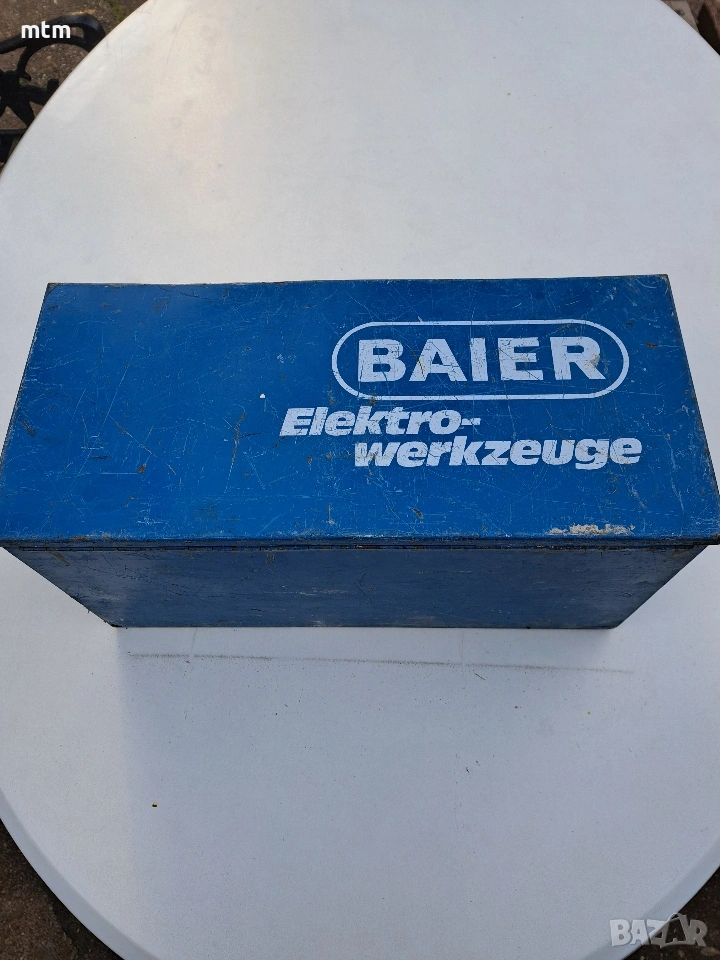 mtm
BAIER
Elektro-
werkzeuge
BAZAR